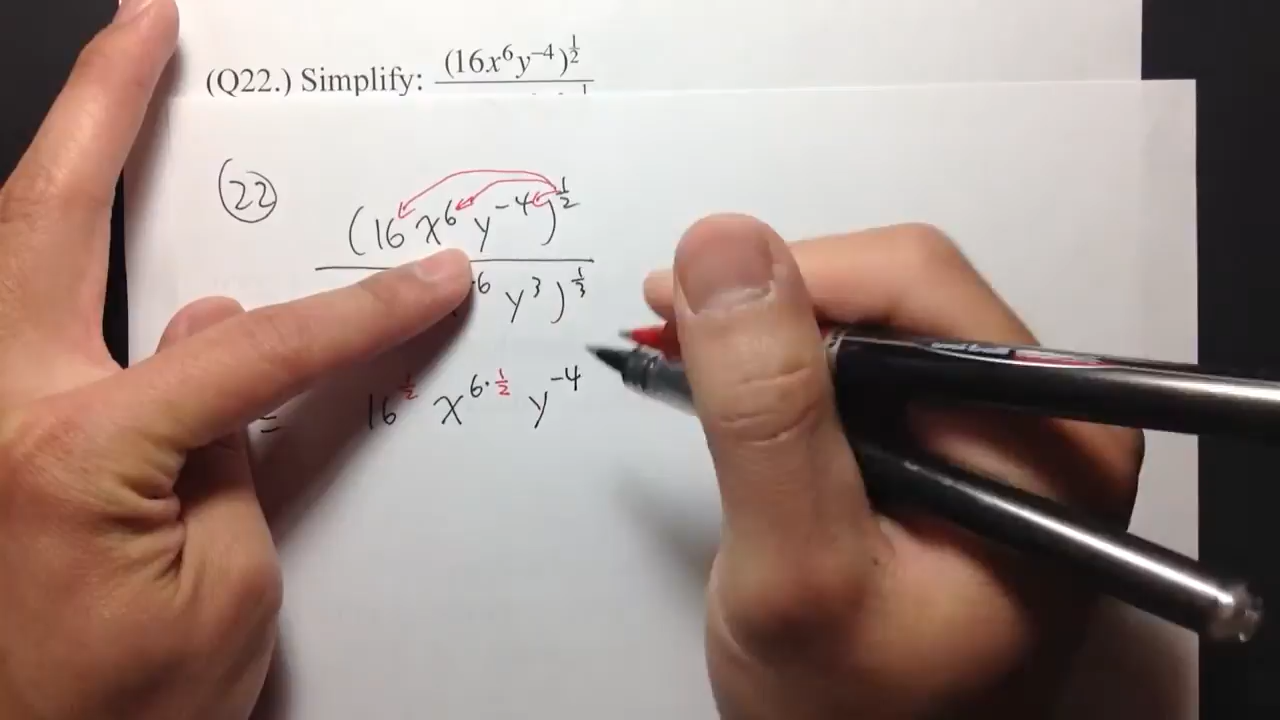 (Q22.) Simplify: (16x⁶y⁻⁴)^½
22
(16x⁶y⁻⁴)^½
⁶ y³)^⅓
= 16^½ x^(6·½) y⁻⁴